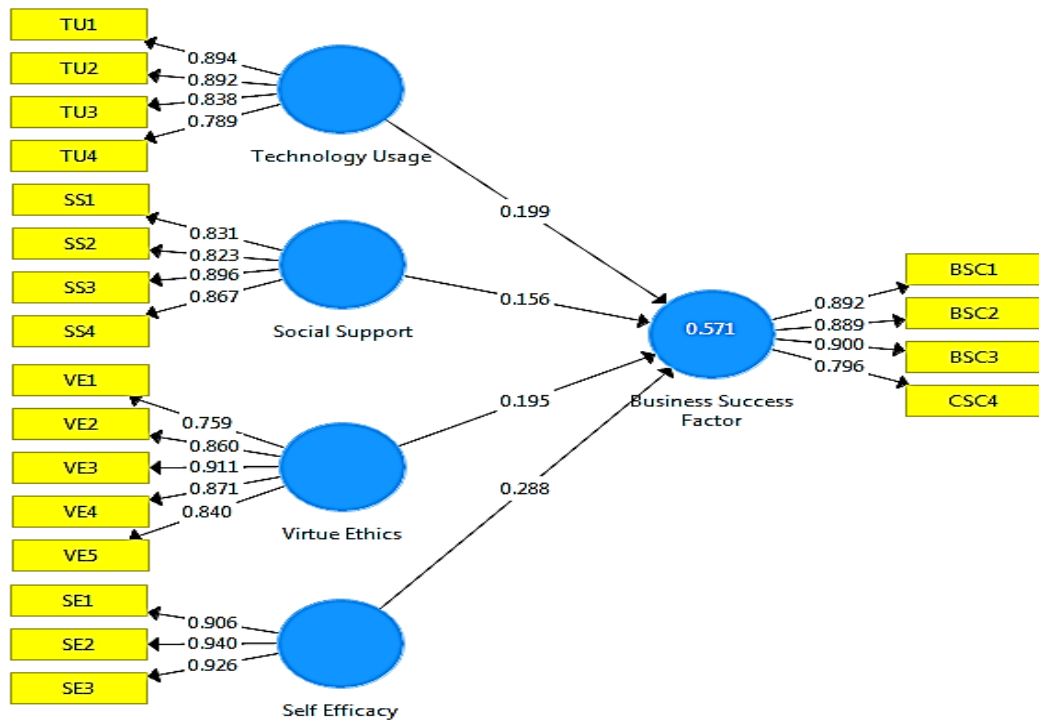 TU1
0.894
TU2
0.892
TU3
0.838
TU4
0.789
Technology Usage
0.199
SS1
0.831
SS2
0.823
SS3
0.896
SS4
0.867
Social Support
0.156
VE1
0.759
VE2
0.860
VE3
0.911
VE4
0.871
VE5
0.840
Virtue Ethics
0.195
SE1
0.906
SE2
0.940
SE3
0.926
Self Efficacy
0.288
0.571
Business Success
Factor
BSC1
0.892
BSC2
0.889
BSC3
0.900
CSC4
0.796